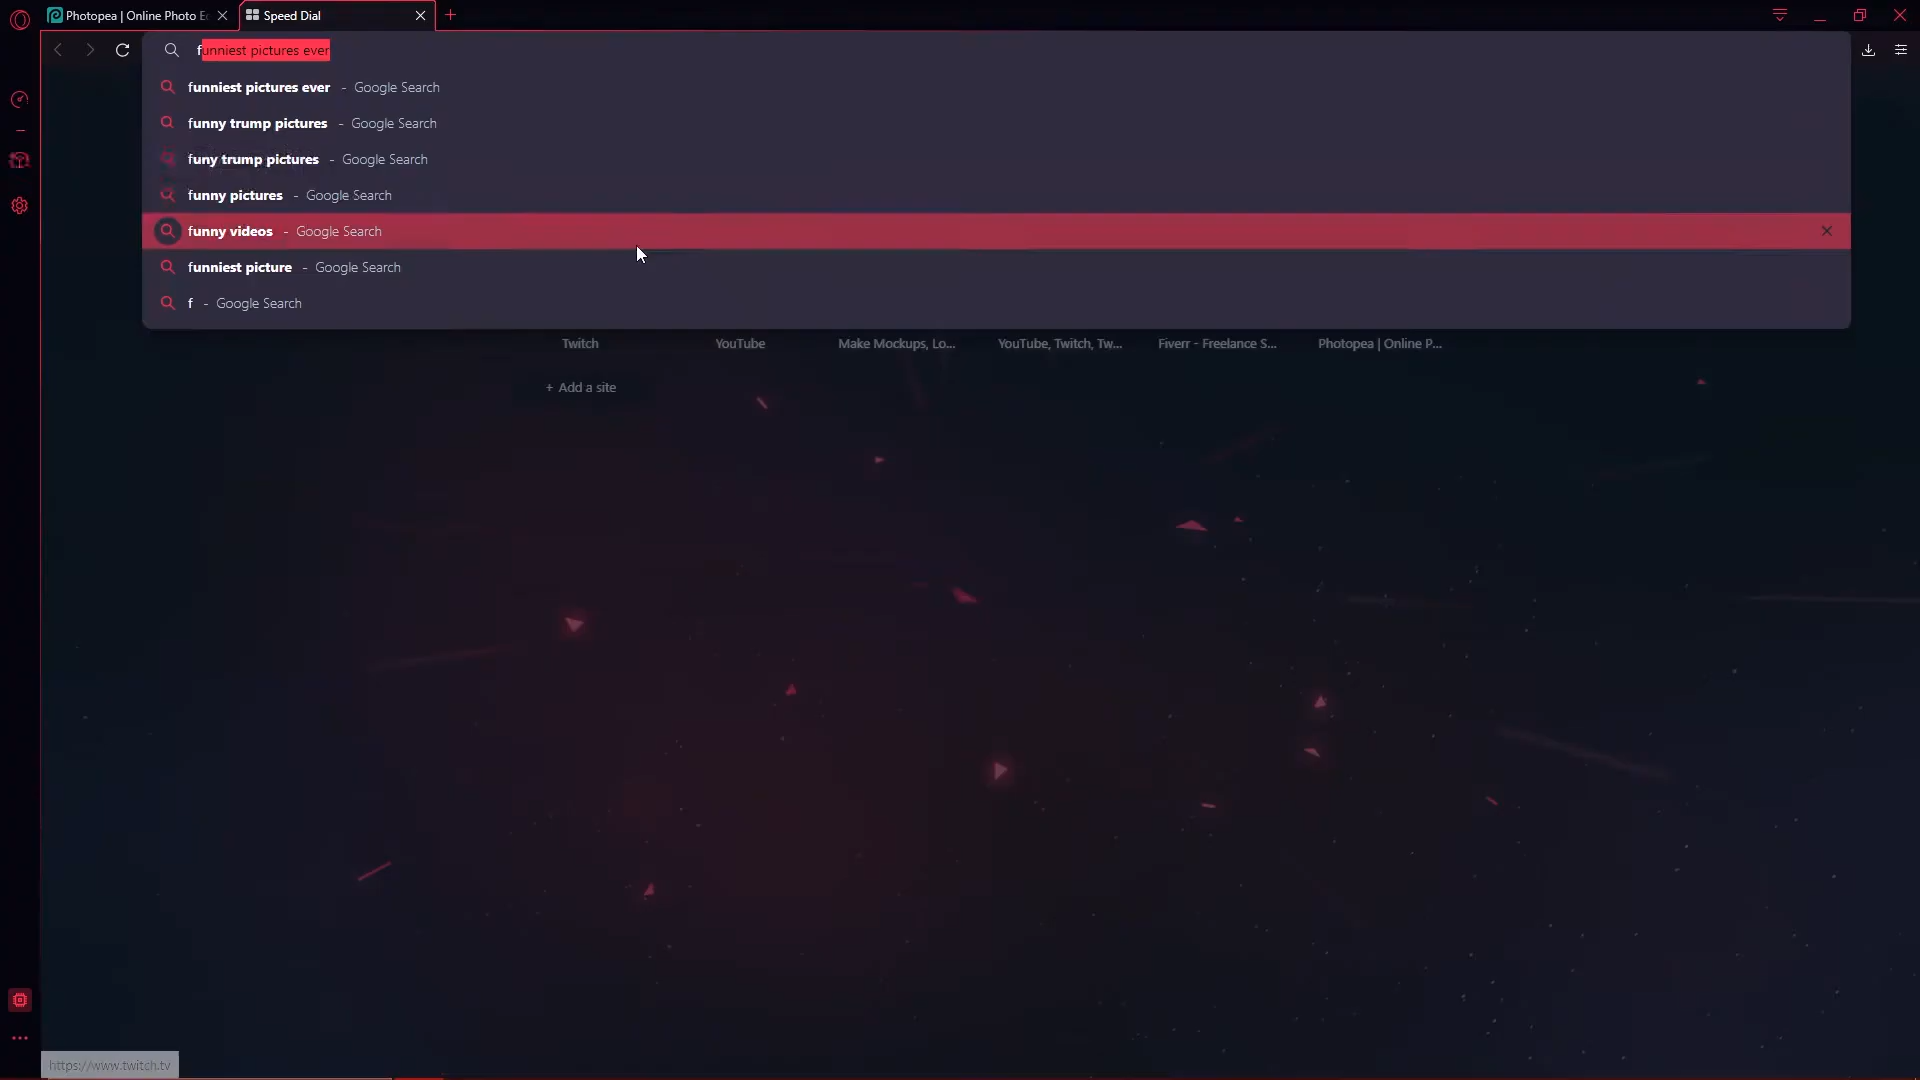 Photopea | Online Photo Ec
Speed Dial
funniest pictures ever
funniest pictures ever - Google Search
funny trump pictures - Google Search
funy trump pictures - Google Search
funny pictures - Google Search
funny videos - Google Search
funniest picture - Google Search
f - Google Search
Twitch YouTube Make Mockups, Lo... YouTube, Twitch, Tw... Fiverr - Freelance S... Photopea | Online P...
+ Add a site
https://www.twitch.tv